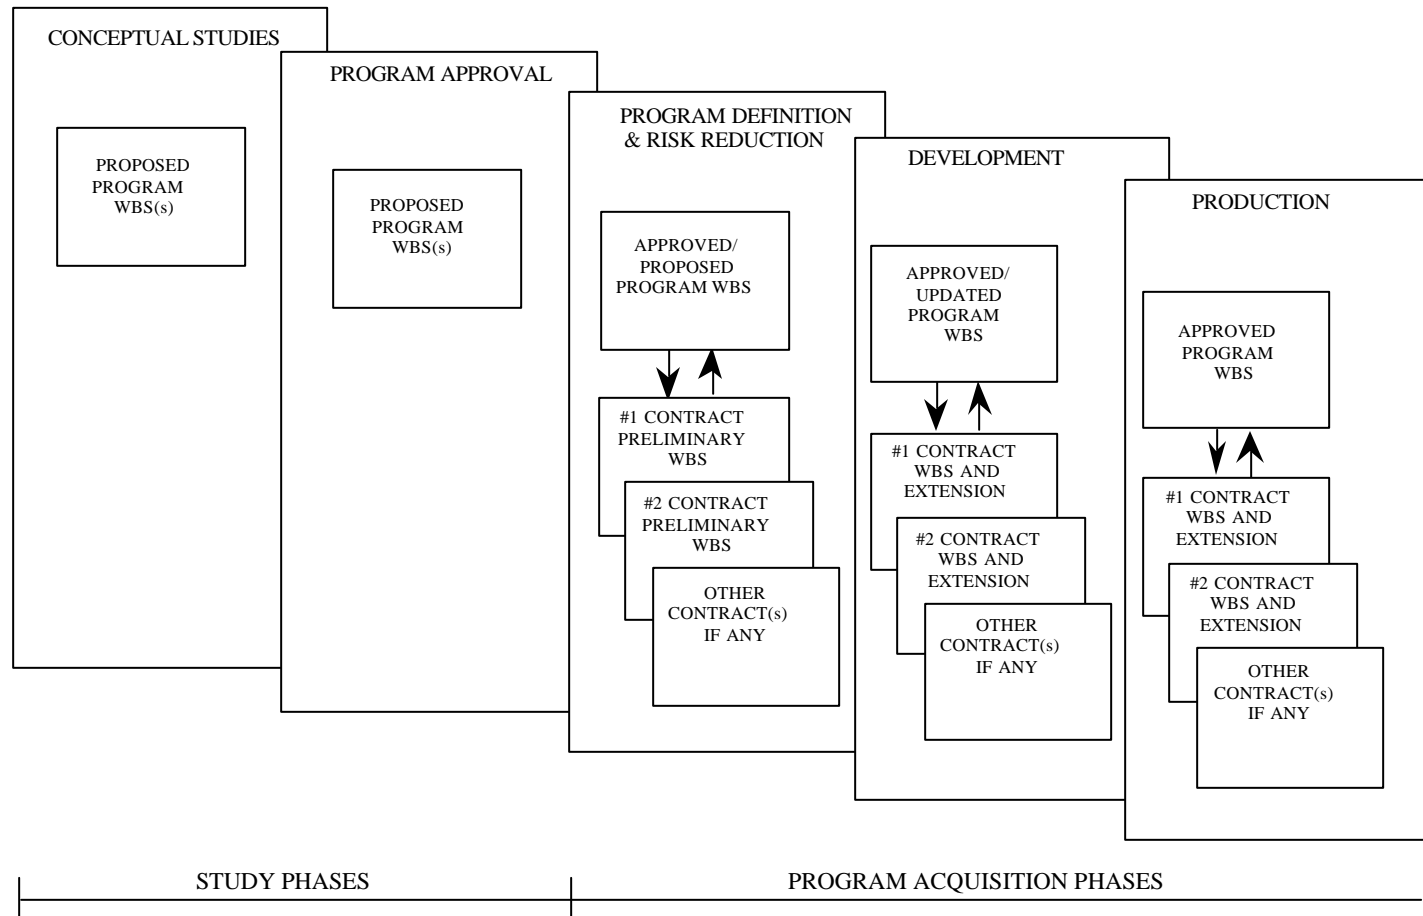 CONCEPTUAL STUDIES
PROPOSED
PROGRAM
WBS(s)
PROGRAM APPROVAL
PROPOSED
PROGRAM
WBS(s)
PROGRAM DEFINITION
& RISK REDUCTION
APPROVED/
PROPOSED
PROGRAM WBS
#1 CONTRACT
PRELIMINARY
WBS
#2 CONTRACT
PRELIMINARY
WBS
OTHER
CONTRACT(s)
IF ANY
DEVELOPMENT
APPROVED/
UPDATED
PROGRAM
WBS
#1 CONTRACT
WBS AND
EXTENSION
#2 CONTRACT
WBS AND
EXTENSION
OTHER
CONTRACT(s)
IF ANY
PRODUCTION
APPROVED
PROGRAM
WBS
#1 CONTRACT
WBS AND
EXTENSION
#2 CONTRACT
WBS AND
EXTENSION
OTHER
CONTRACT(s)
IF ANY
STUDY PHASES
PROGRAM ACQUISITION PHASES